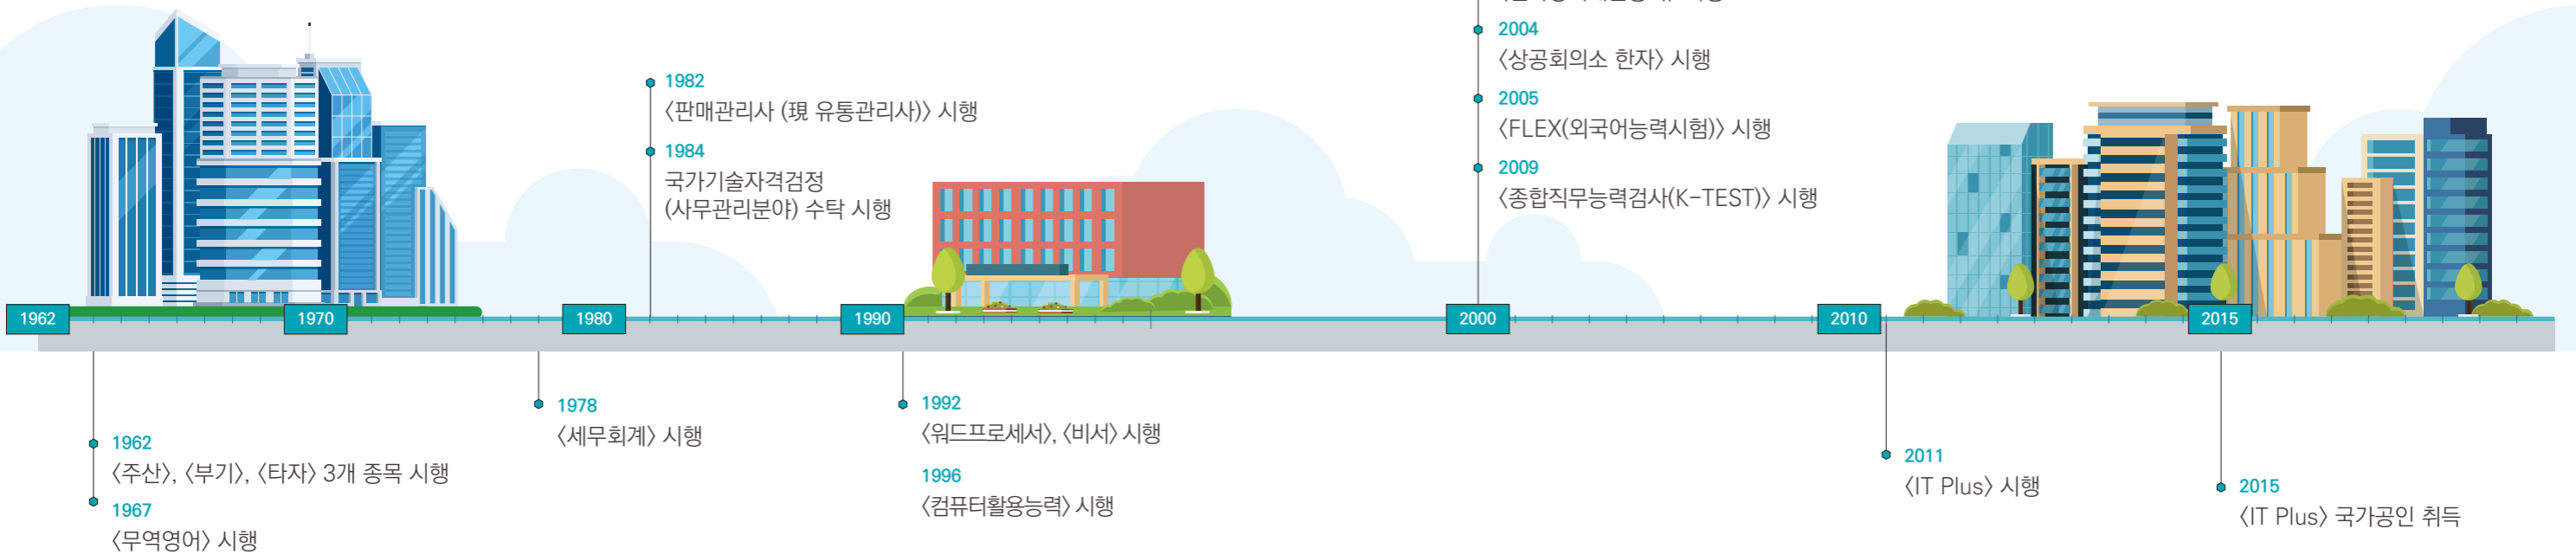 1982
〈판매관리사 (現 유통관리사)〉 시행
1984
국가기술자격검정
(사무관리분야) 수탁 시행
2004
〈상공회의소 한자〉 시행
2005
〈FLEX(외국어능력시험)〉 시행
2009
〈종합직무능력검사(K-TEST)〉 시행
1962
1970
1980
1990
2000
2010
2015
1962
〈주산〉, 〈부기〉, 〈타자〉 3개 종목 시행
1967
〈무역영어〉 시행
1978
〈세무회계〉 시행
1992
〈워드프로세서〉, 〈비서〉 시행
1996
〈컴퓨터활용능력〉 시행
2011
〈IT Plus〉 시행
2015
〈IT Plus〉 국가공인 취득